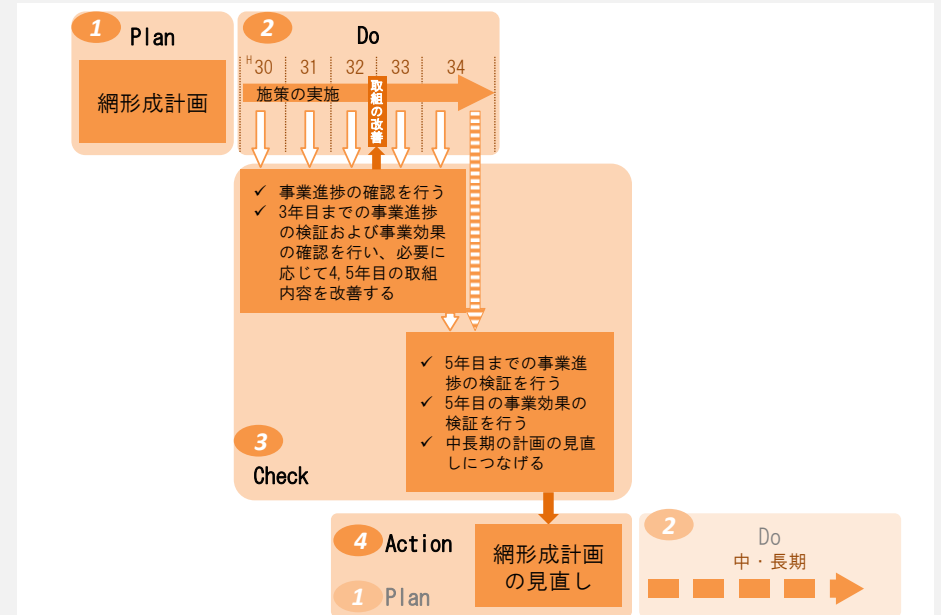 1
Plan
網形成計画
2
Do
H30 31 32 33 34
施策の実施
取組の改善
✓ 事業進捗の確認を行う
✓ 3年目までの事業進捗
の検証および事業効果
の確認を行い、必要に
応じて4,5年目の取組
内容を改善する
✓ 5年目までの事業進
捗の検証を行う
✓ 5年目の事業効果の
検証を行う
✓ 中長期の計画の見直
しにつなげる
3
Check
4
Action
1
Plan
網形成計画
の見直し
2
Do
中・長期